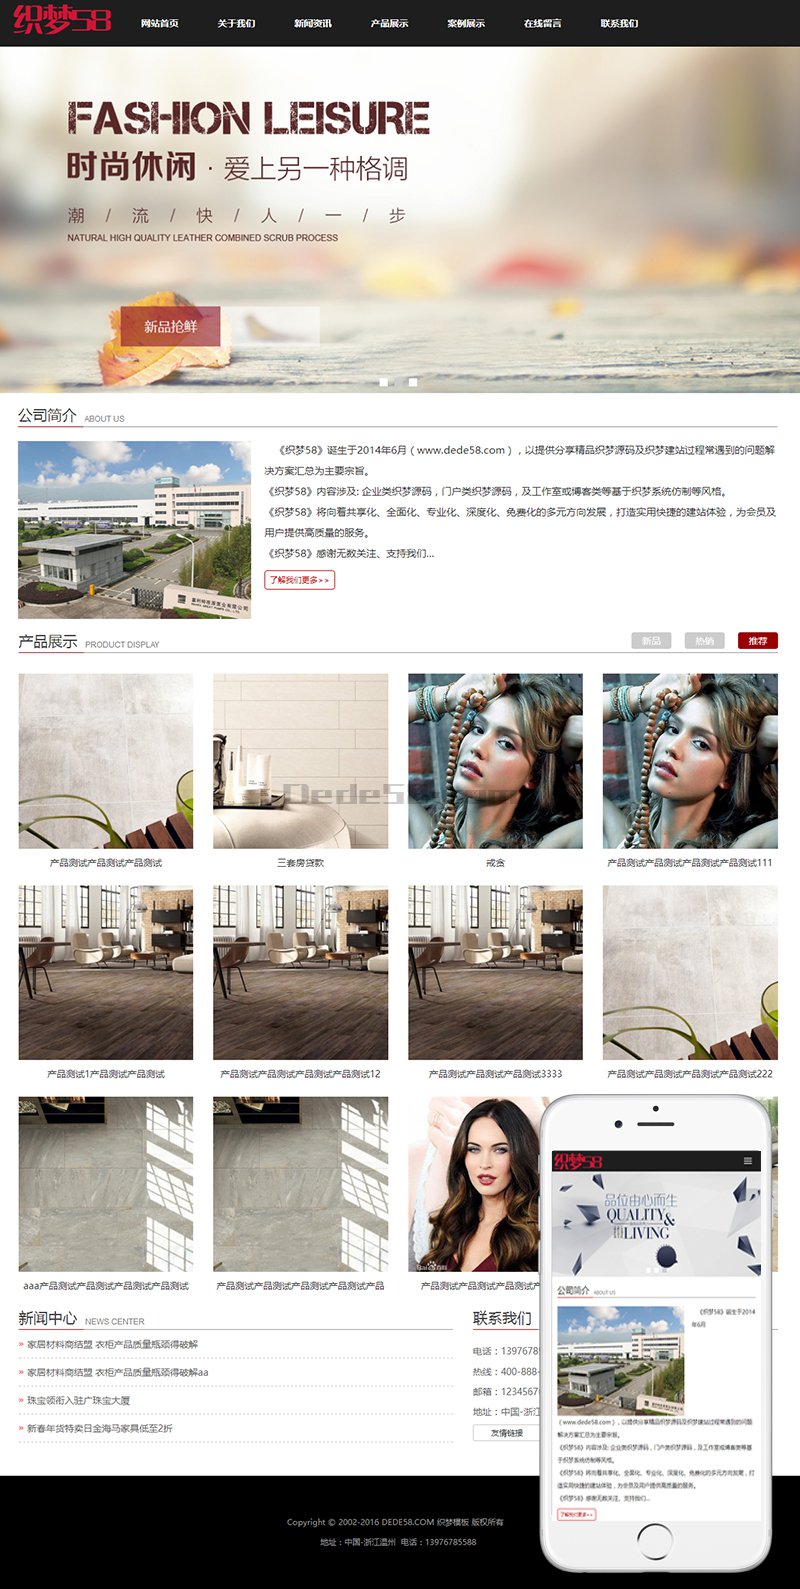 织梦58 网站首页 关于我们 新闻资讯 产品展示 案例展示 在线留言 联系我们
FASHION LEISURE
时尚休闲 · 爱上另一种格调
潮 / 流 / 快 / 人 / 一 / 步
NATURAL HIGH QUALITY LEATHER COMBINED SCRUB PROCESS
新品抢鲜
公司简介 ABOUT US
《织梦58》诞生于2014年6月（www.dede58.com），以提供分享精品织梦源码及织梦建站过程常遇到的问题解
决方案汇总为主要宗旨。
《织梦58》内容涉及: 企业类织梦源码，门户类织梦源码，及工作室或博客类等基于织梦系统仿制等风格。
《织梦58》将向着共享化、全面化、专业化、深度化、免费化的多元方向发展，打造实用快捷的建站体验，为会员及
用户提供高质量的服务。
《织梦58》感谢无数关注、支持我们...
了解我们更多>>
产品展示 PRODUCT DISPLAY 新品 热销 推荐
Dede58.com
产品测试产品测试产品测试 三套房贷款 戒贪 产品测试产品测试产品测试产品测试111
产品测试1产品测试产品测试 产品测试产品测试产品测试产品测试12 产品测试产品测试产品测试3333 产品测试产品测试产品测试产品测试222
Bai
aaa产品测试产品测试产品测试产品测试 产品测试产品测试产品测试产品测试产品 产品测试产品测试产品测试产
新闻中心 NEWS CENTER
» 家居材料商结盟 衣柜产品质量瓶颈得破解
» 家居材料商结盟 衣柜产品质量瓶颈得破解aa
» 珠宝领衔入驻广珠宝大厦
» 新春年货特卖日金海马家具低至2折
联系我们
电话：1397678
热线：400-888-
邮箱：1234567
地址：中国-浙江
友情链接
织梦58
品位由心而生
QUALITY&
LIVING
公司简介 ABOUT US
《织梦58》诞生于2014
年6月
（www.dede58.com），以提供分享精品织梦源码及织梦建站过程常遇到的问题
解决方案汇总为主要宗旨。
《织梦58》内容涉及: 企业类织梦源码，门户类织梦源码，及工作室或博客类等基
于织梦系统仿制等风格。
《织梦58》将向着共享化、全面化、专业化、深度化、免费化的多元方向发展，打
造实用快捷的建站体验，为会员及用户提供高质量的服务。
《织梦58》感谢无数关注、支持我们...
了解我们更多>>
Copyright © 2002-2016 DEDE58.COM 织梦模板 版权所有
地址：中国-浙江温州 电话：13976785588